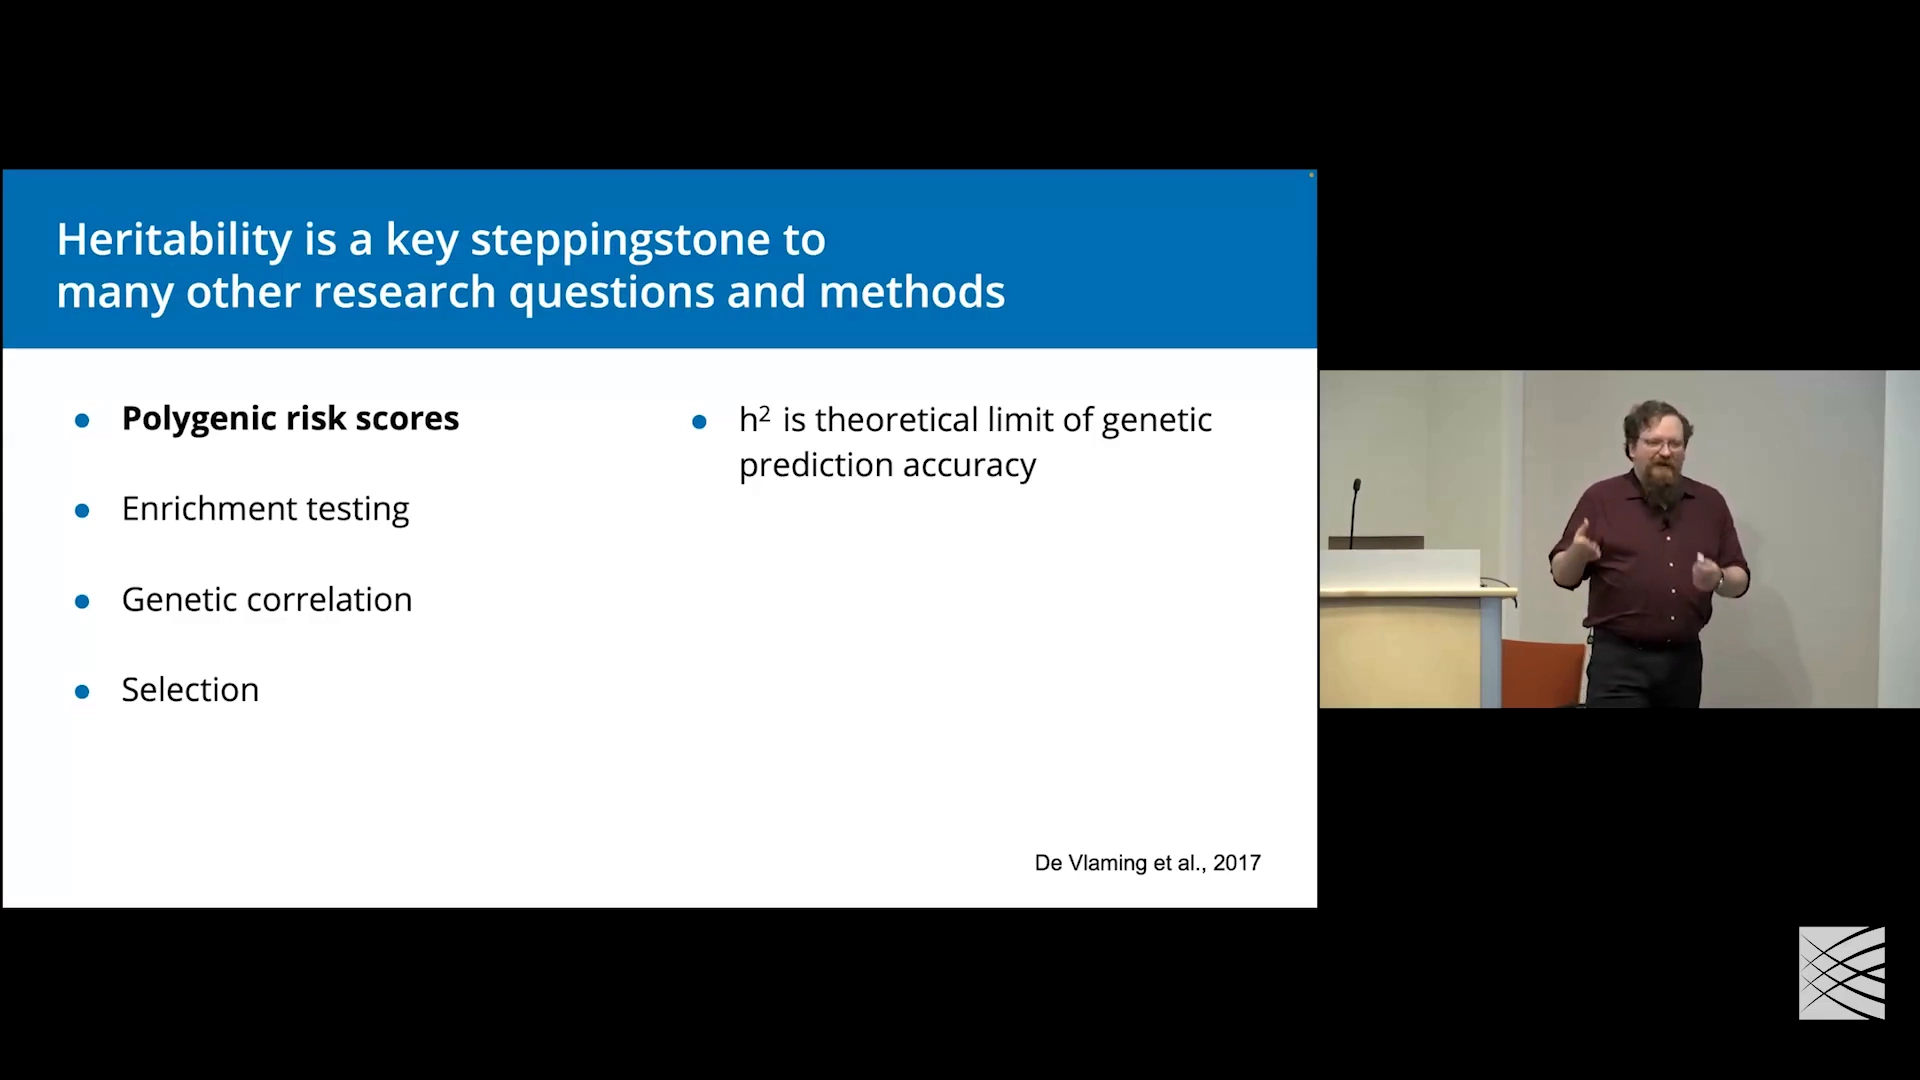 Heritability is a key steppingstone to
many other research questions and methods
● Polygenic risk scores
● Enrichment testing
● Genetic correlation
● Selection
● h² is theoretical limit of genetic
prediction accuracy
De Vlaming et al., 2017